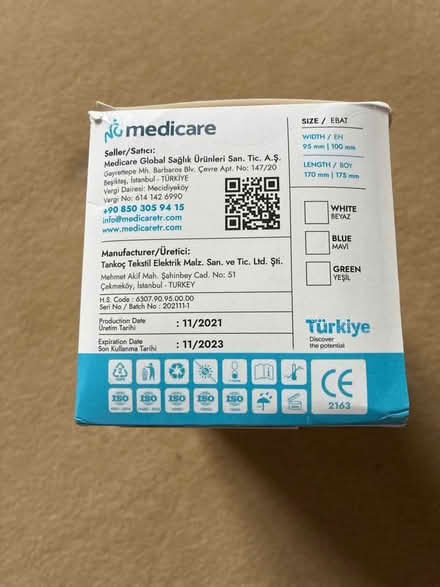 medicare
Seller/Satıcı:
Medicare Global Sağlık Ürünleri San. Tic. A.Ş.
Gayrettepe Mh. Barbaros Blv. Çevre Apt. No: 147/20
Beşiktaş, İstanbul - TÜRKİYE
Vergi Dairesi: Mecidiyeköy
Vergi No: 614 142 6990
+90 850 305 94 15
info@medicaretr.com
www.medicaretr.com
Manufacturer/Üretici:
Tankoç Tekstil Elektrik Malz. San. ve Tic. Ltd. Şti.
Mehmet Akif Mah. Şahinbey Cad. No: 51
Çekmeköy, İstanbul - TURKEY
H.S. Code : 6307.90.95.00.00
Seri No / Batch No : 202111-1
Production Date
Üretim Tarihi : 11/2021
Expiration Date
Son Kullanma Tarihi : 11/2023
SIZE / EBAT
WIDTH / EH
95 mm | 100 mm
LENGTH / BOY
170 mm | 175 mm
WHITE
BEYAZ
BLUE
MAVİ
GREEN
YEŞİL
Türkiye
Discover
the potential
ISO ISO ISO ISO ISO
CE
2163